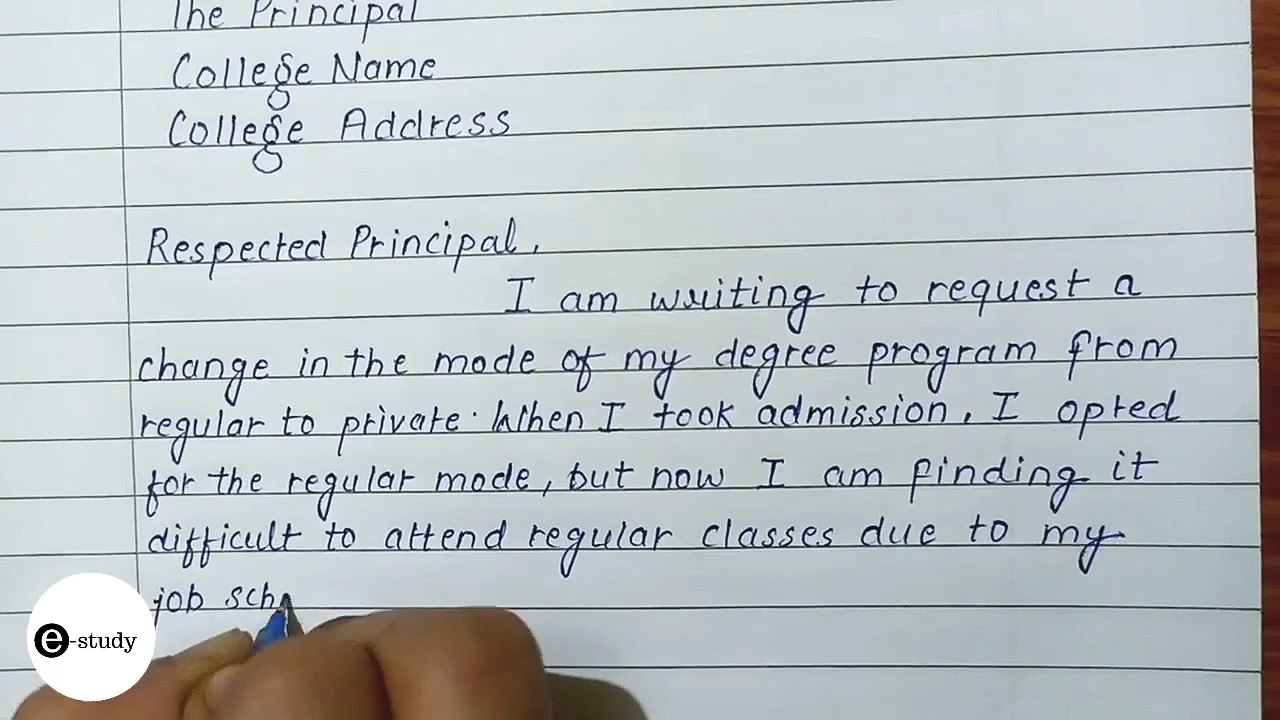 The Principal
College Name
College Address
Respected Principal,
I am writing to request a
change in the mode of my degree program from
regular to private. When I took admission, I opted
for the regular mode, but now I am finding it
difficult to attend regular classes due to my
job sch
e-study